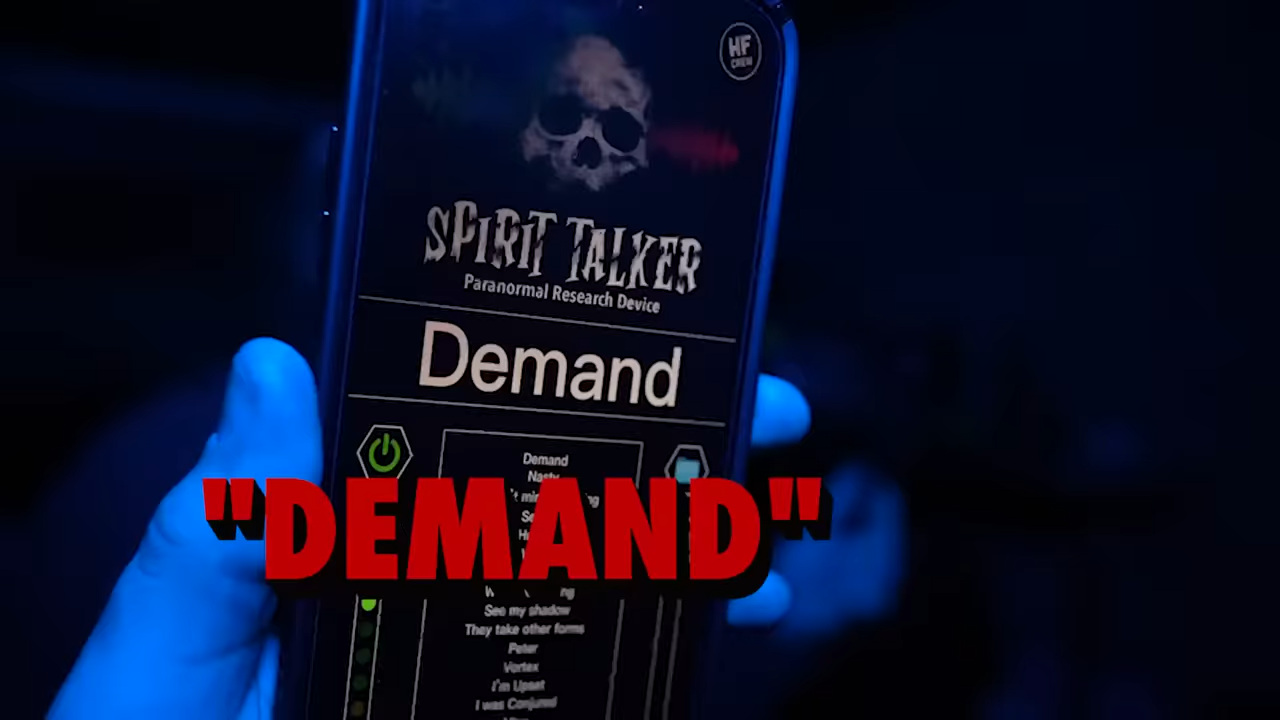 HF
CREW
SPIRIT TALKER
Paranormal Research Device
Demand
Demand
Nasty
"DEMAND"
See my shadow
They take other forms
Peter
Vortex
I'm Upset
I was Conjured